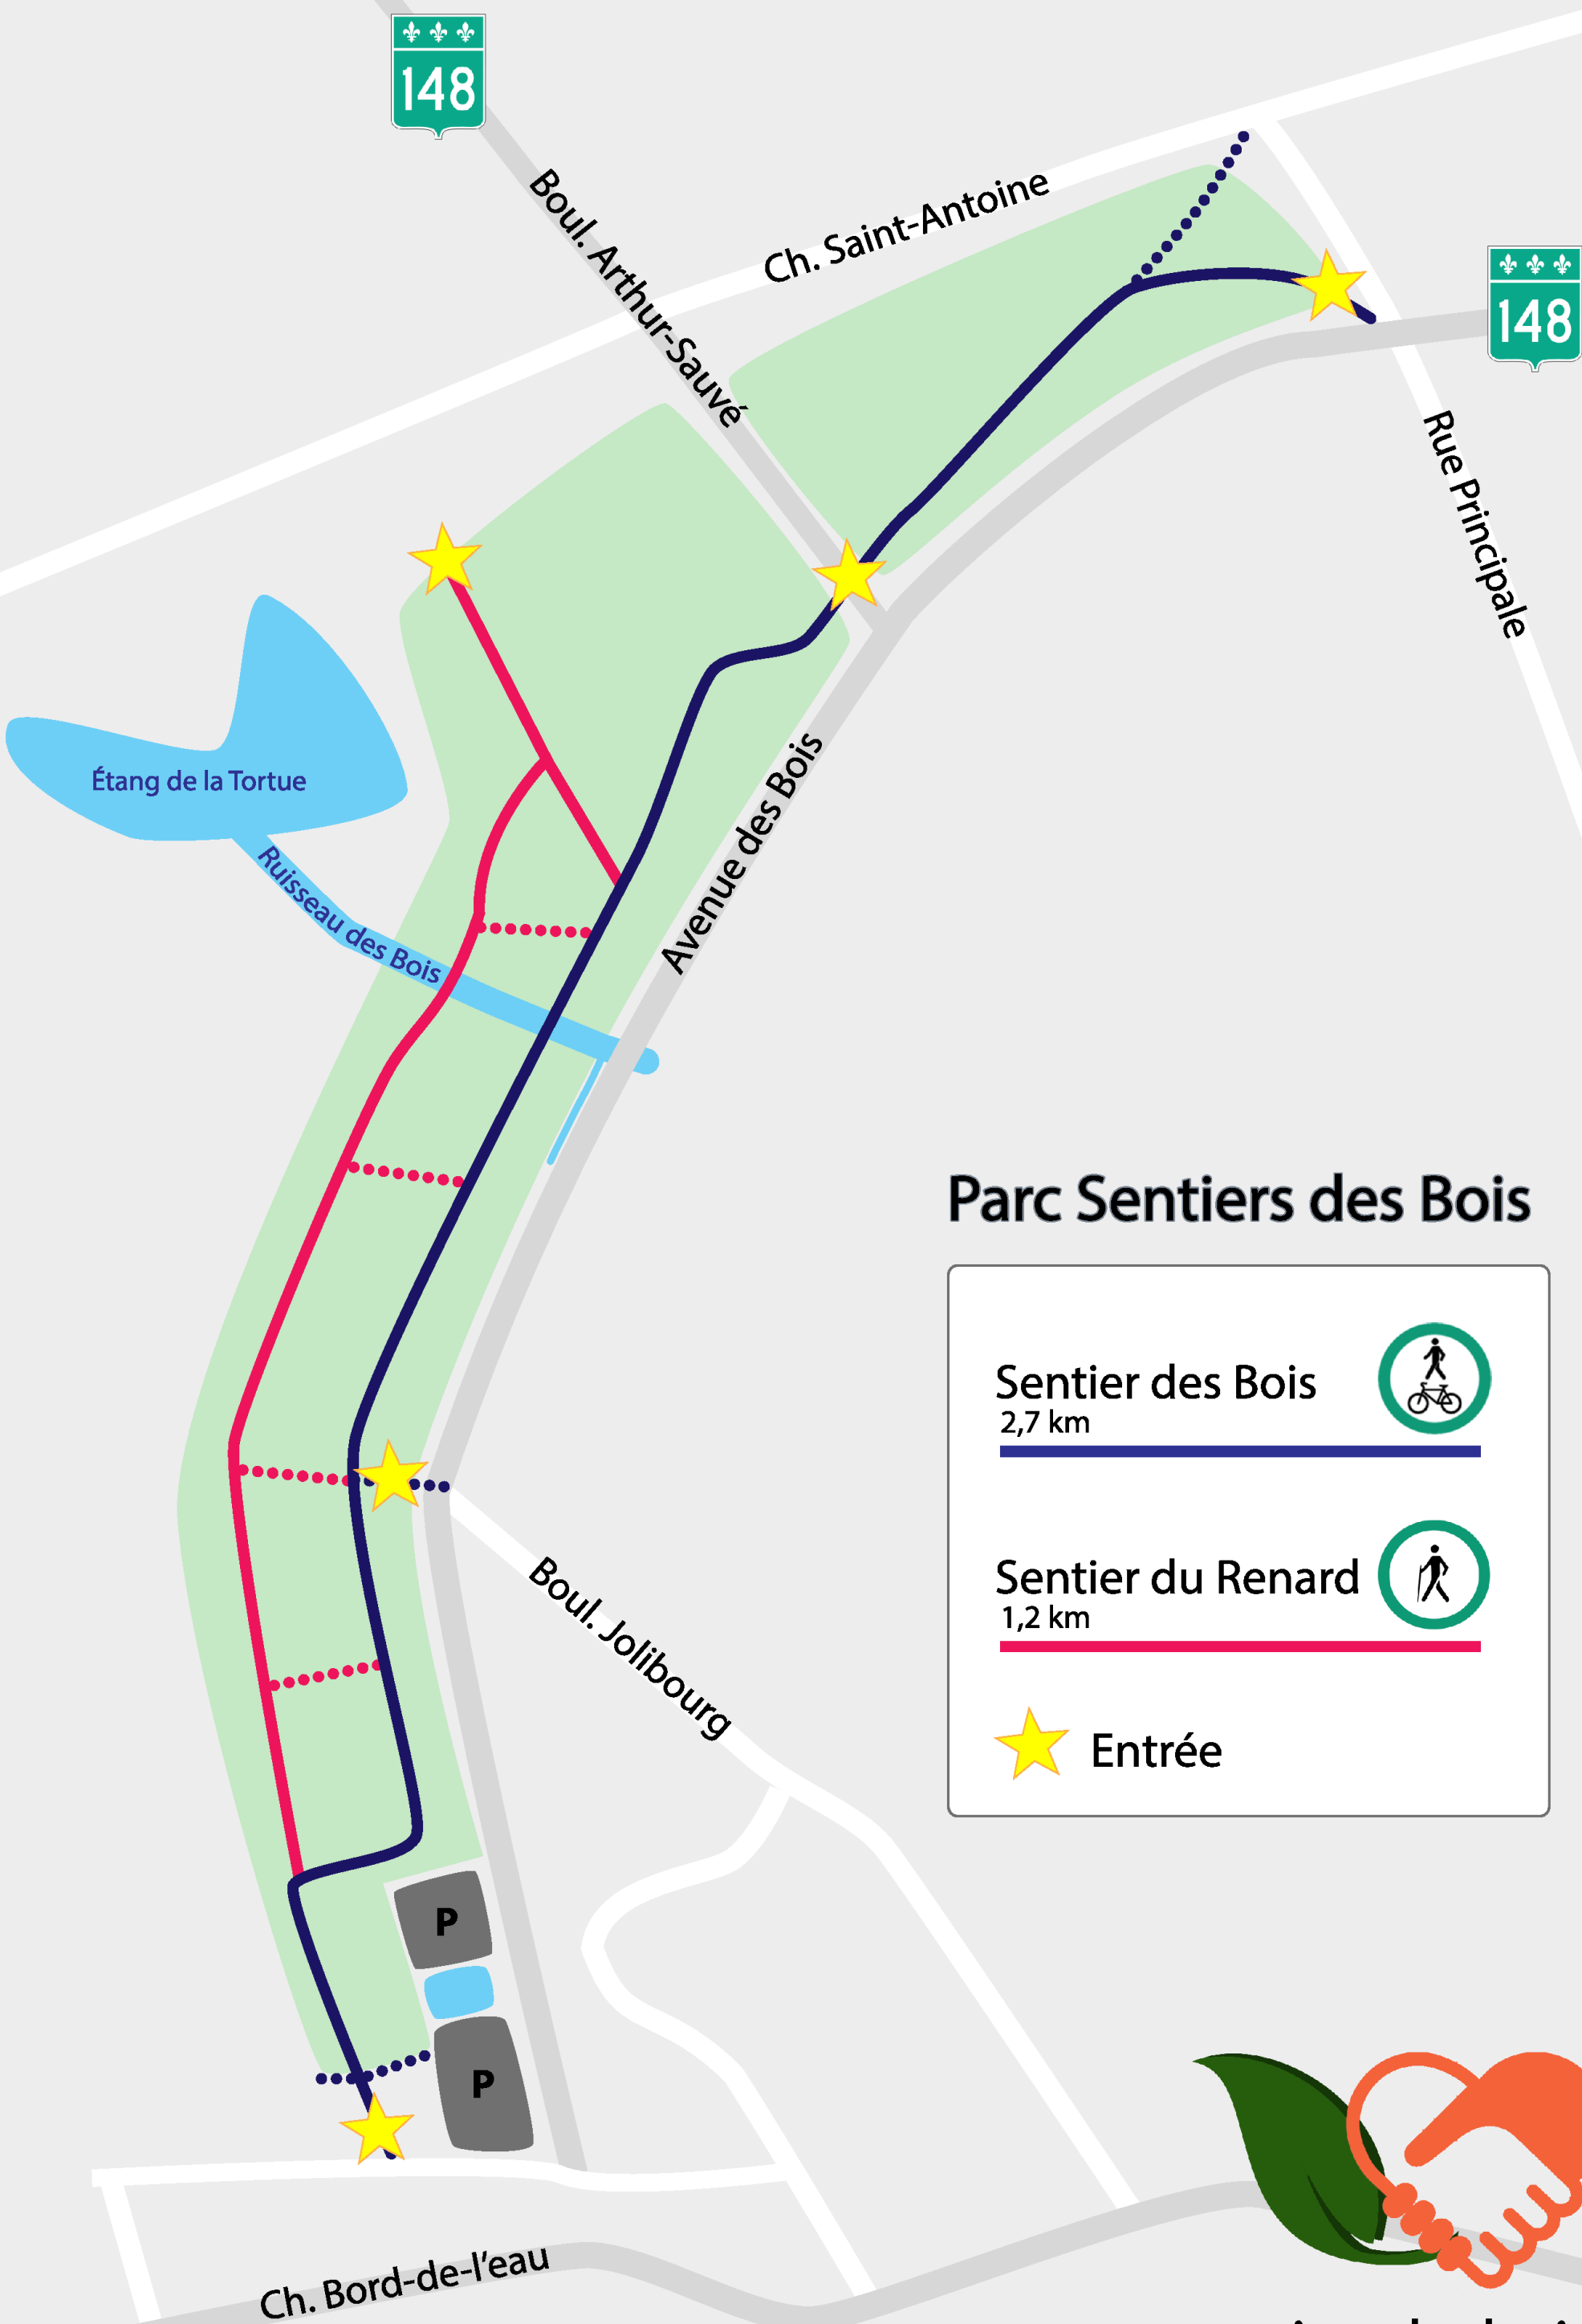 148
Boul. Arthur-Sauvé
Ch. Saint-Antoine
148
Rue Principale
Étang de la Tortue
Ruisseau des Bois
Avenue des Bois
Parc Sentiers des Bois
Sentier des Bois
2,7 km
Sentier du Renard
1,2 km
Entrée
Boul. Jolibourg
P
P
Ch. Bord-de-l'eau